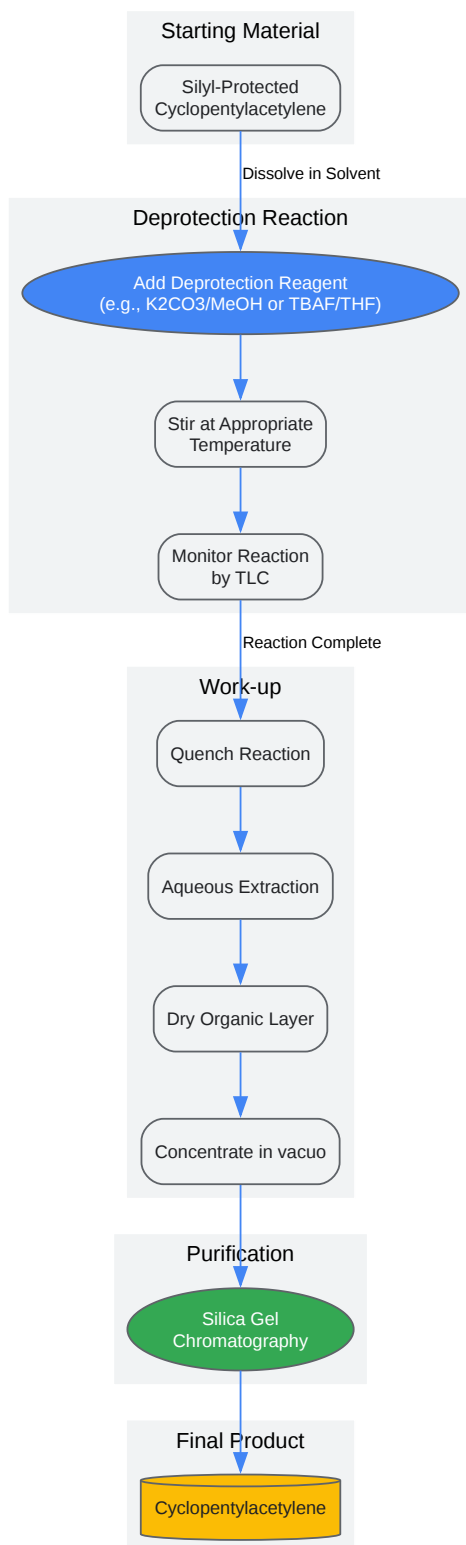 Starting Material
Silyl-Protected
Cyclopentylacetylene
Dissolve in Solvent
Deprotection Reaction
Add Deprotection Reagent
(e.g., K2CO3/MeOH or TBAF/THF)
Stir at Appropriate
Temperature
Monitor Reaction
by TLC
Reaction Complete
Work-up
Quench Reaction
Aqueous Extraction
Dry Organic Layer
Concentrate in vacuo
Purification
Silica Gel
Chromatography
Final Product
Cyclopentylacetylene